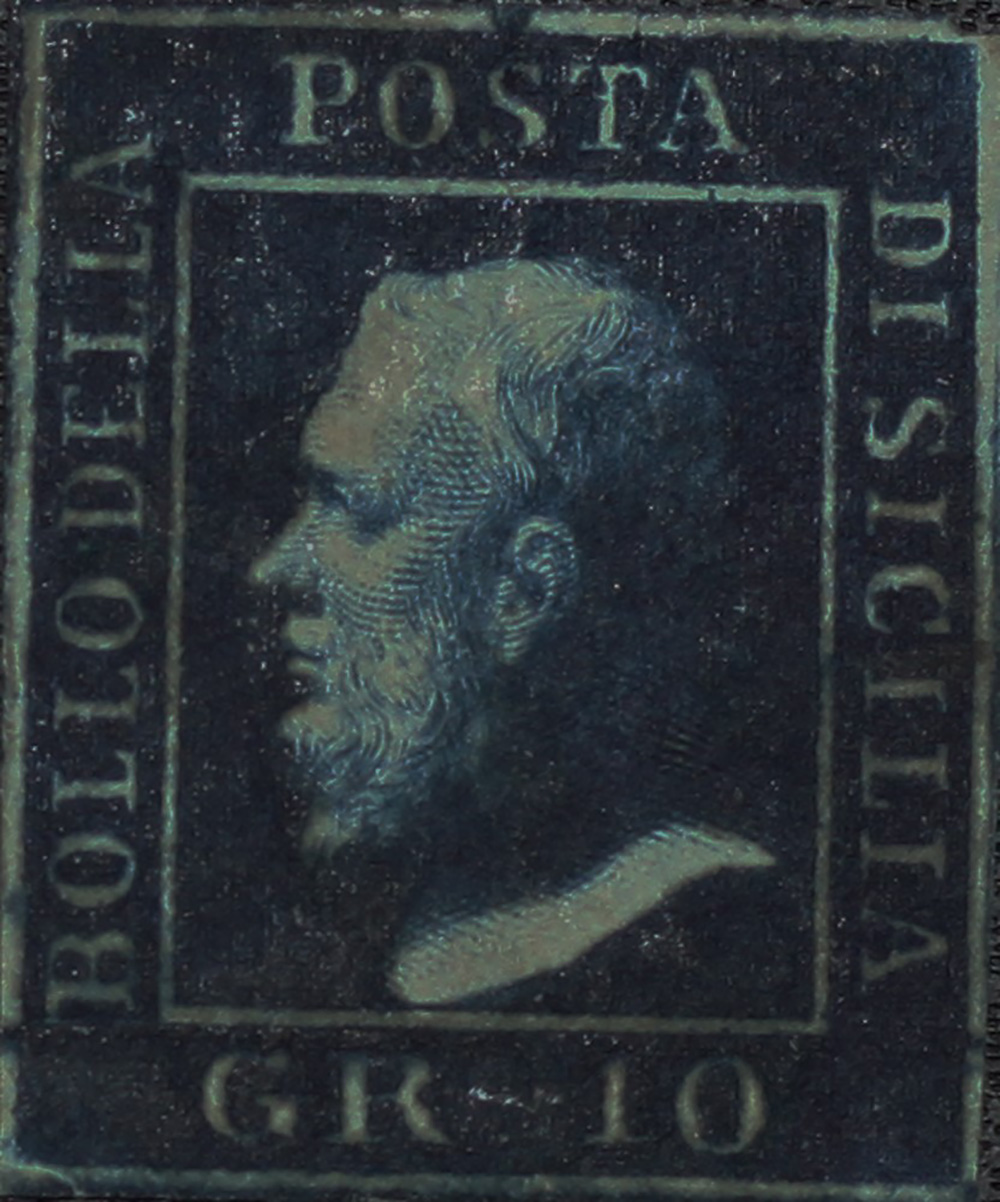 BOLLO DELLA
POSTA
DI SICILIA
GR 10